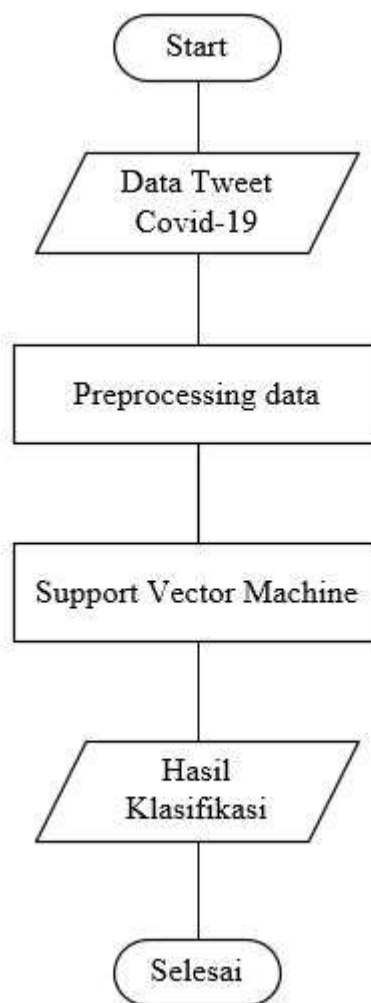 Start
Data Tweet
Covid-19
Preprocessing data
Support Vector Machine
Hasil
Klasifikasi
Selesai